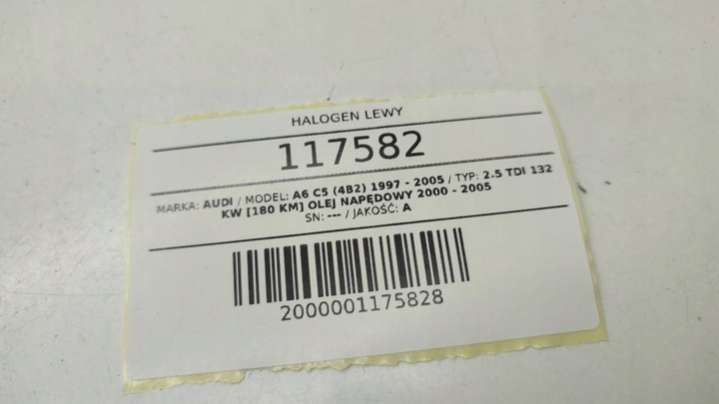 HALOGEN LEWY
117582
MARKA: AUDI / MODEL: A6 C5 (4B2) 1997 - 2005 / TYP: 2.5 TDI 132
KW [180 KM] OLEJ NAPĘDOWY 2000 - 2005
SN: --- / JAKOŚĆ: A
2000001175828